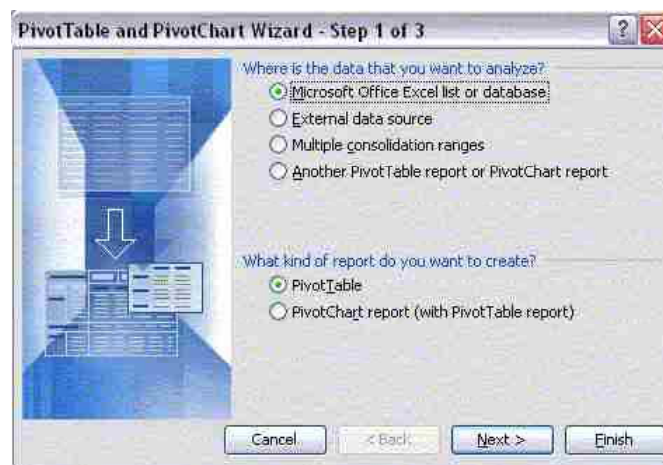 PivotTable and PivotChart Wizard - Step 1 of 3
Where is the data that you want to analyze?
Microsoft Office Excel list or database
External data source
Multiple consolidation ranges
Another PivotTable report or PivotChart report
What kind of report do you want to create?
PivotTable
PivotChart report (with PivotTable report)
Cancel < Back Next > Finish